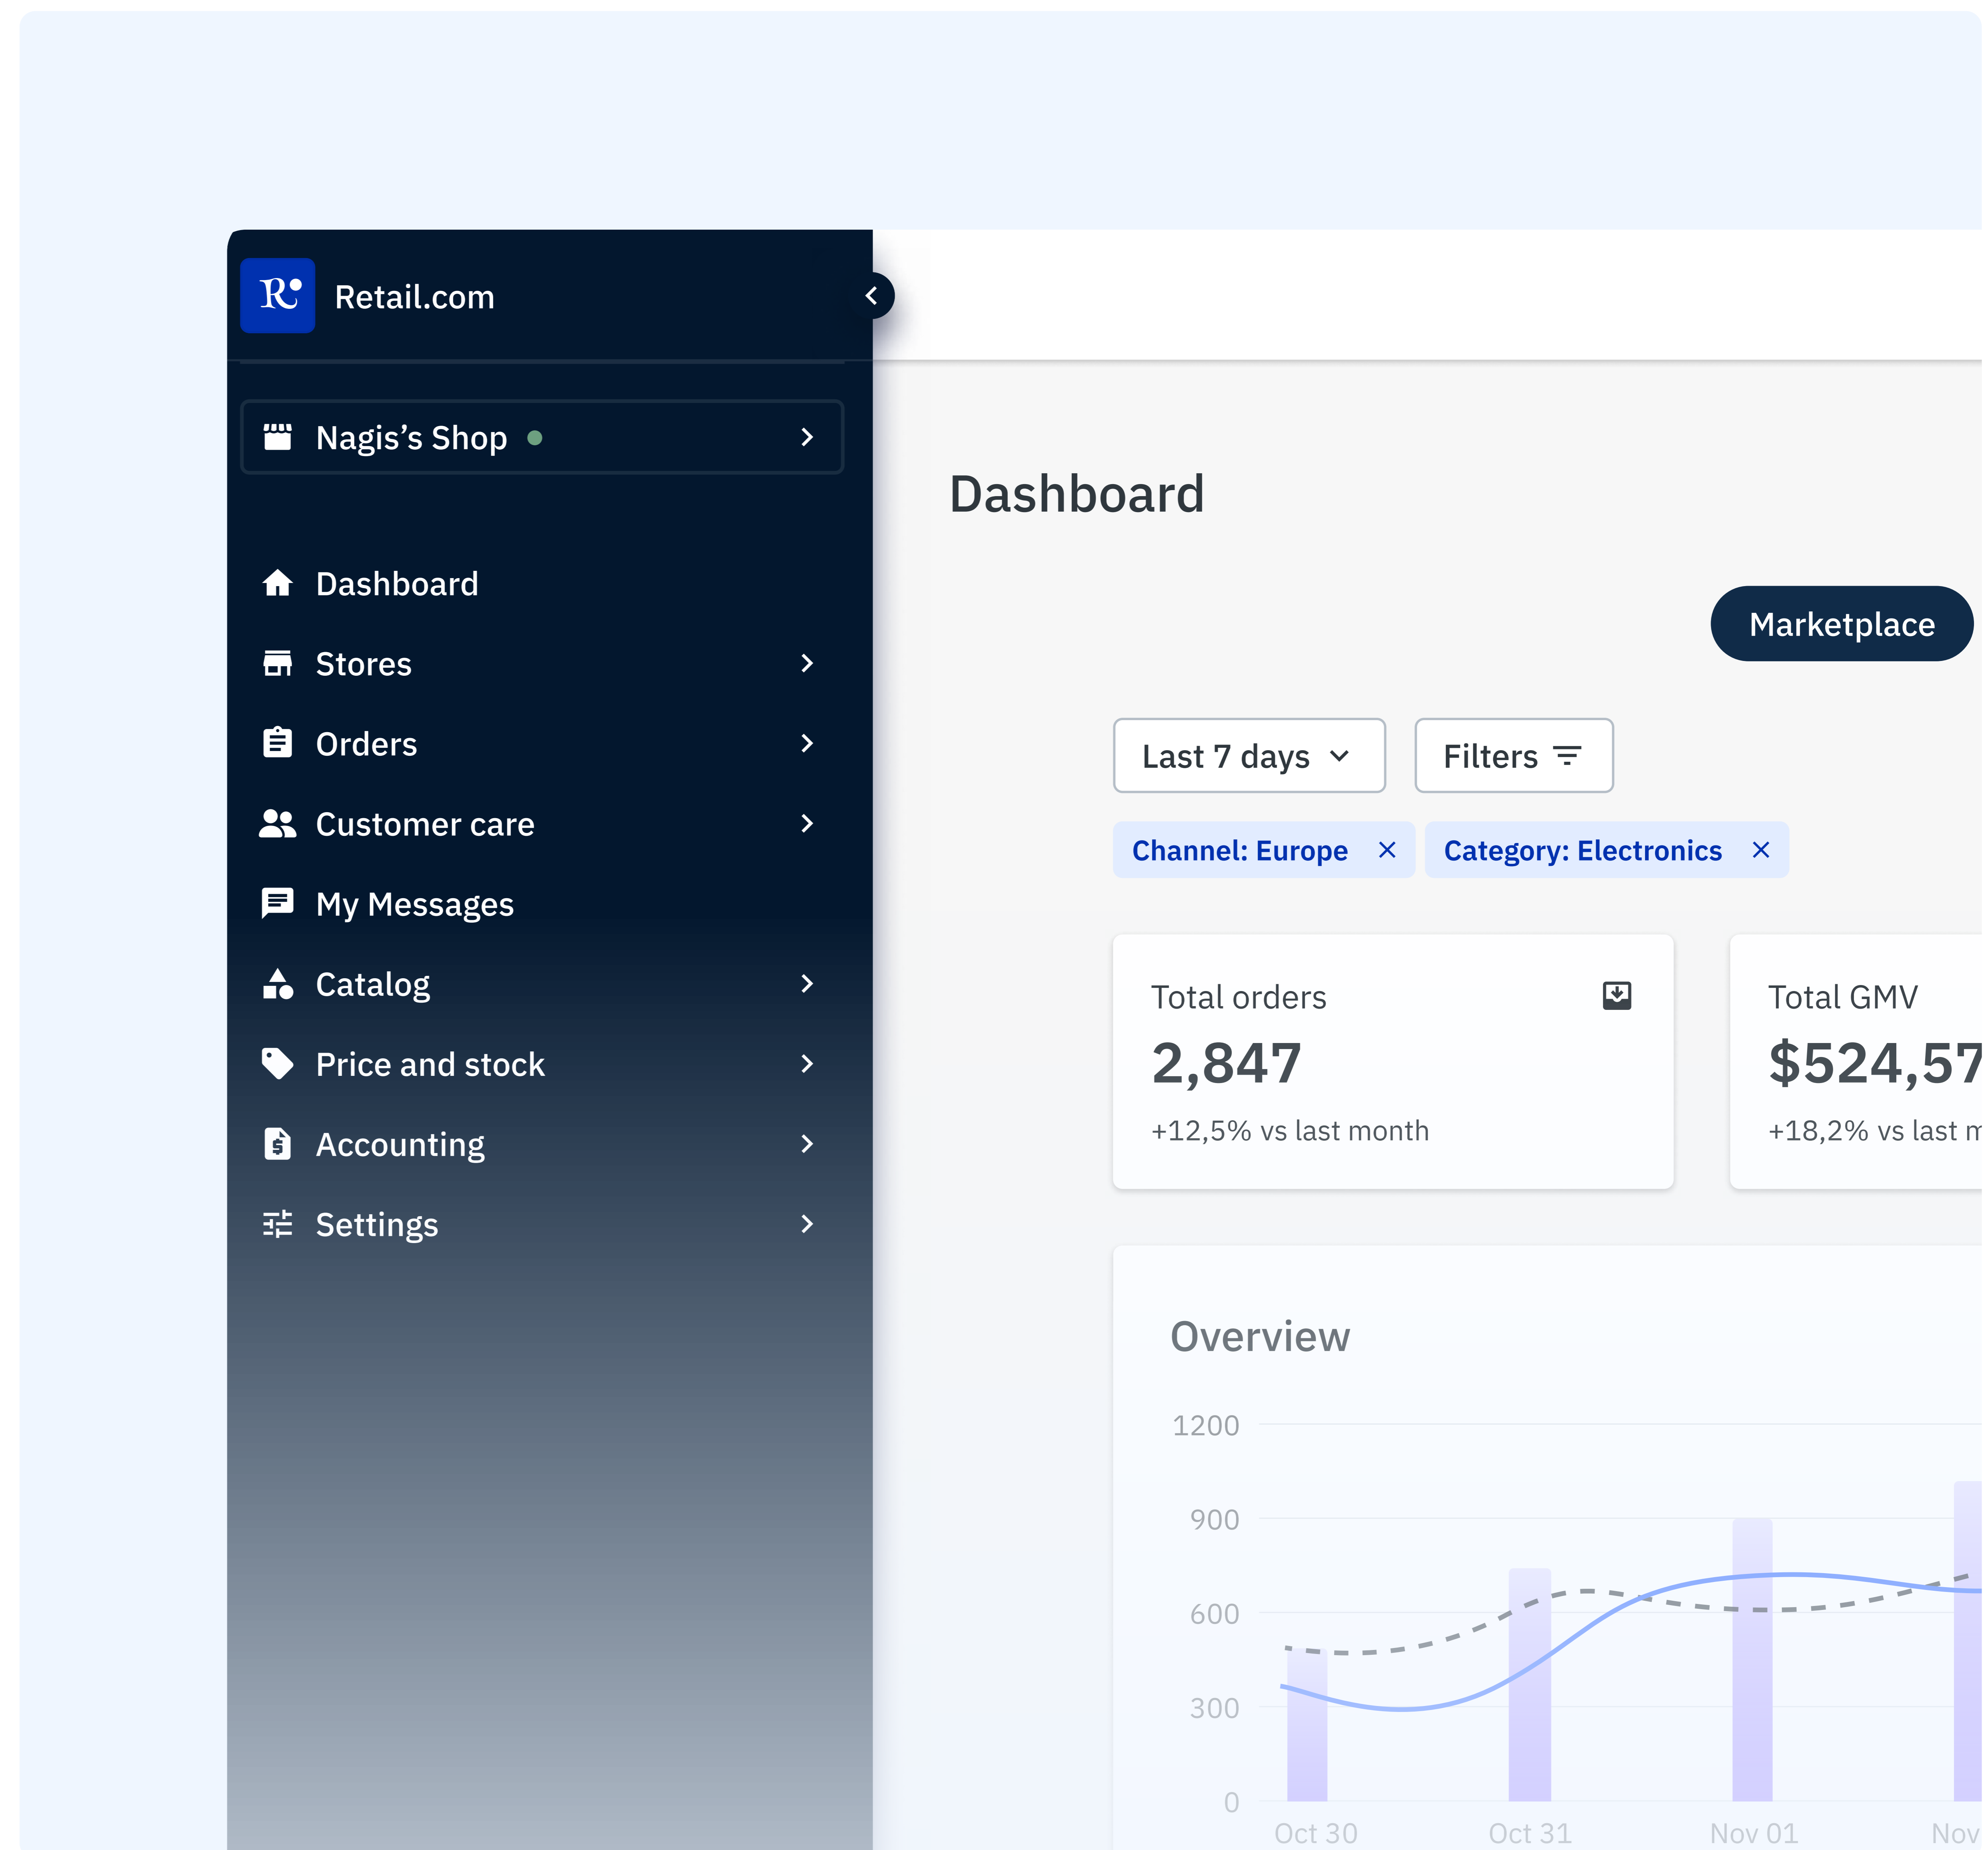 R
Retail.com
Nagis’s Shop
Dashboard
Stores
Orders
Customer care
My Messages
Catalog
Price and stock
Accounting
Settings
Dashboard
Marketplace
Last 7 days
Filters
Channel: Europe
Category: Electronics
Total orders
2,847
+12,5% vs last month
Total GMV
$524,57
+18,2% vs last m
Overview
1200
900
600
300
0
Oct 30
Oct 31
Nov 01
Nov